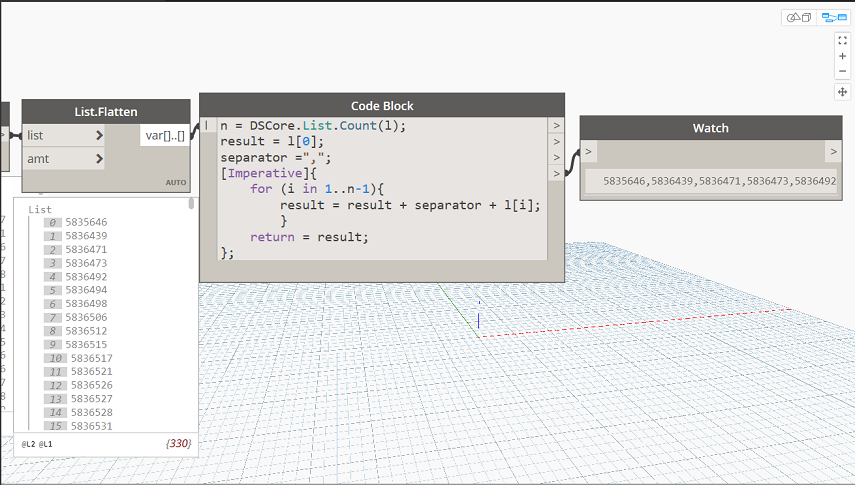 List.Flatten
list >
var[]..[]
amt >
AUTO
Code Block
l
n = DSCore.List.Count(l);
result = l[0];
separator =",";
[Imperative]{
for (i in 1..n-1){
result = result + separator + l[i];
}
return = result;
};
>
>
>
>
Watch
> >
5835646,5836439,5836471,5836473,5836492
List
0 5835646
1 5836439
2 5836471
3 5836473
4 5836492
5 5836494
6 5836498
7 5836506
8 5836512
9 5836515
10 5836517
11 5836521
12 5836526
13 5836527
14 5836528
15 5836531
@L2 @L1 {330}